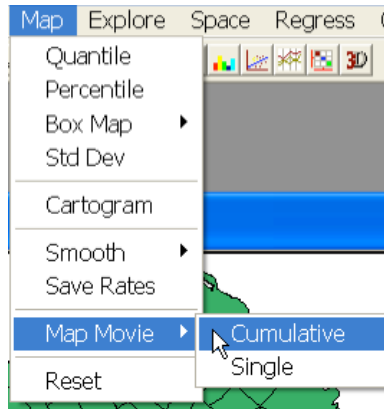 Map Explore Space Regress
3D
Quantile
Percentile
Box Map
Std Dev
Cartogram
Smooth
Save Rates
Map Movie
Cumulative
Single
Reset